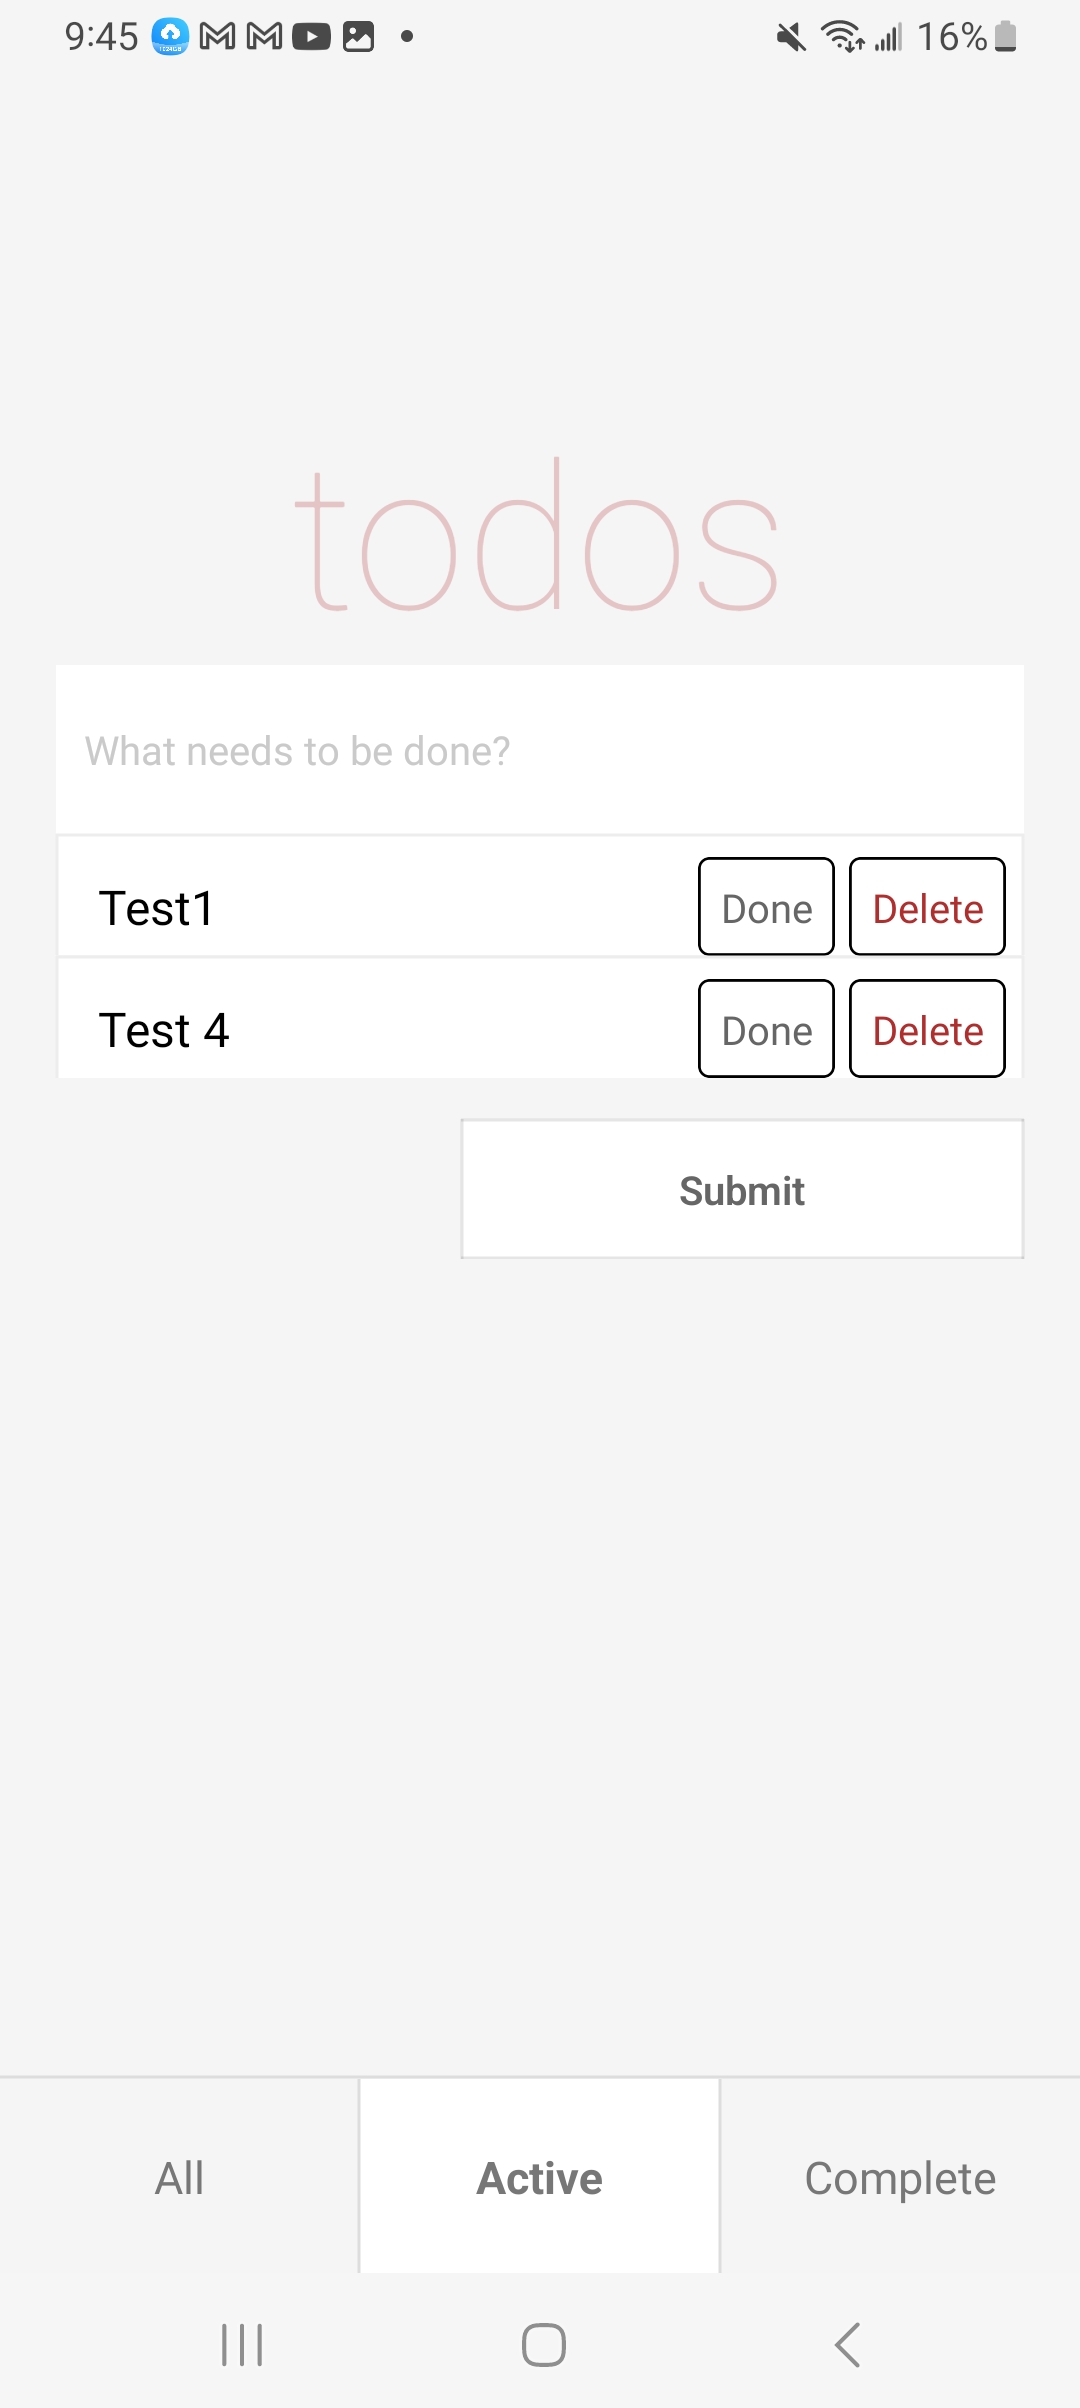 9:45 16%
todos
What needs to be done?
Test1 Done Delete
Test 4 Done Delete
Submit
All Active Complete